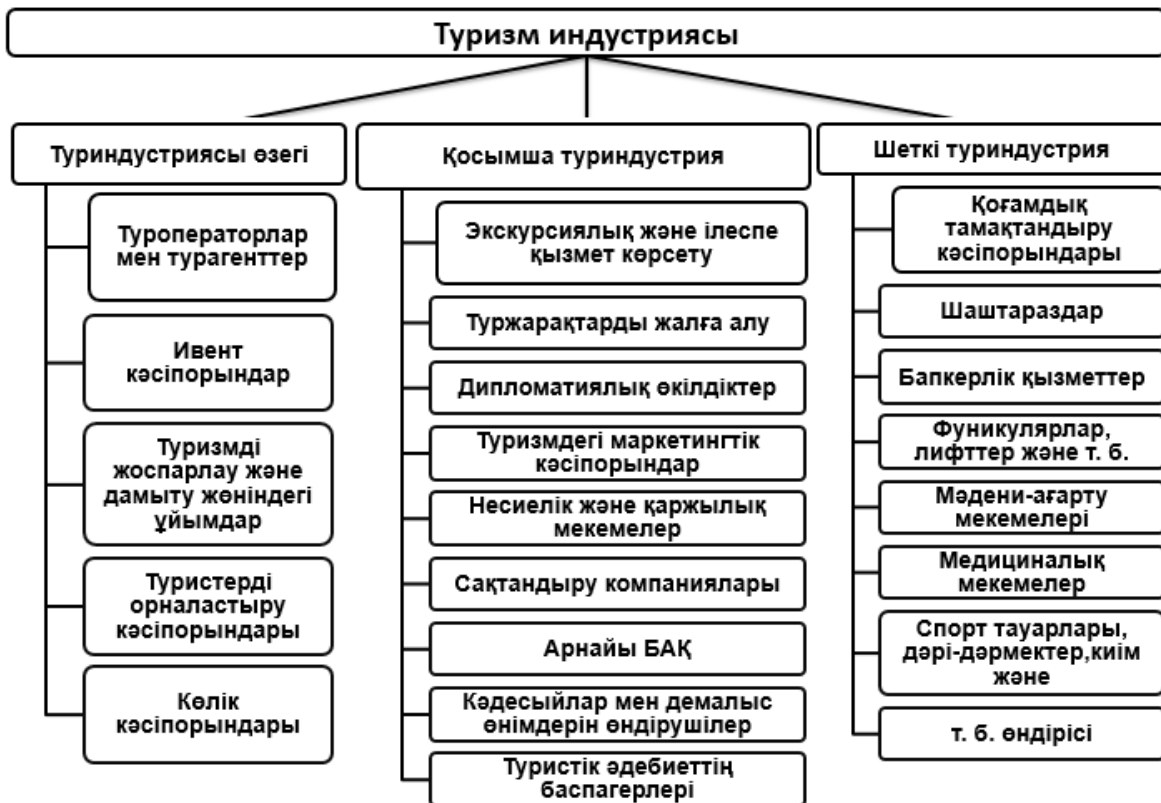 Туризм индустриясы
Туриндустриясы өзегі
Туроператорлар
мен турагенттер
Ивент
кәсіпорындар
Туризмді
жоспарлау және
дамыту жөніндегі
ұйымдар
Туристерді
орналастыру
кәсіпорындары
Көлік
кәсіпорындары
Қосымша туриндустрия
Экскурсиялық және ілеспе
қызмет көрсету
Туржарақтарды жалға алу
Дипломатиялық өкілдіктер
Туризмдегі маркетингтік
кәсіпорындар
Несиелік және қаржылық
мекемелер
Сақтандыру компаниялары
Арнайы БАҚ
Кәдесыйлар мен демалыс
өнімдерін өндірушілер
Туристік әдебиеттің
баспагерлері
Шеткі туриндустрия
Қоғамдық
тамақтандыру
кәсіпорындары
Шаштараздар
Бапкерлік қызметтер
Фуникулярлар,
лифттер және т. б.
Мәдени-ағарту
мекемелері
Медициналық
мекемелер
Спорт тауарлары,
дәрі-дәрмектер,киім
және
т. б. өндірісі